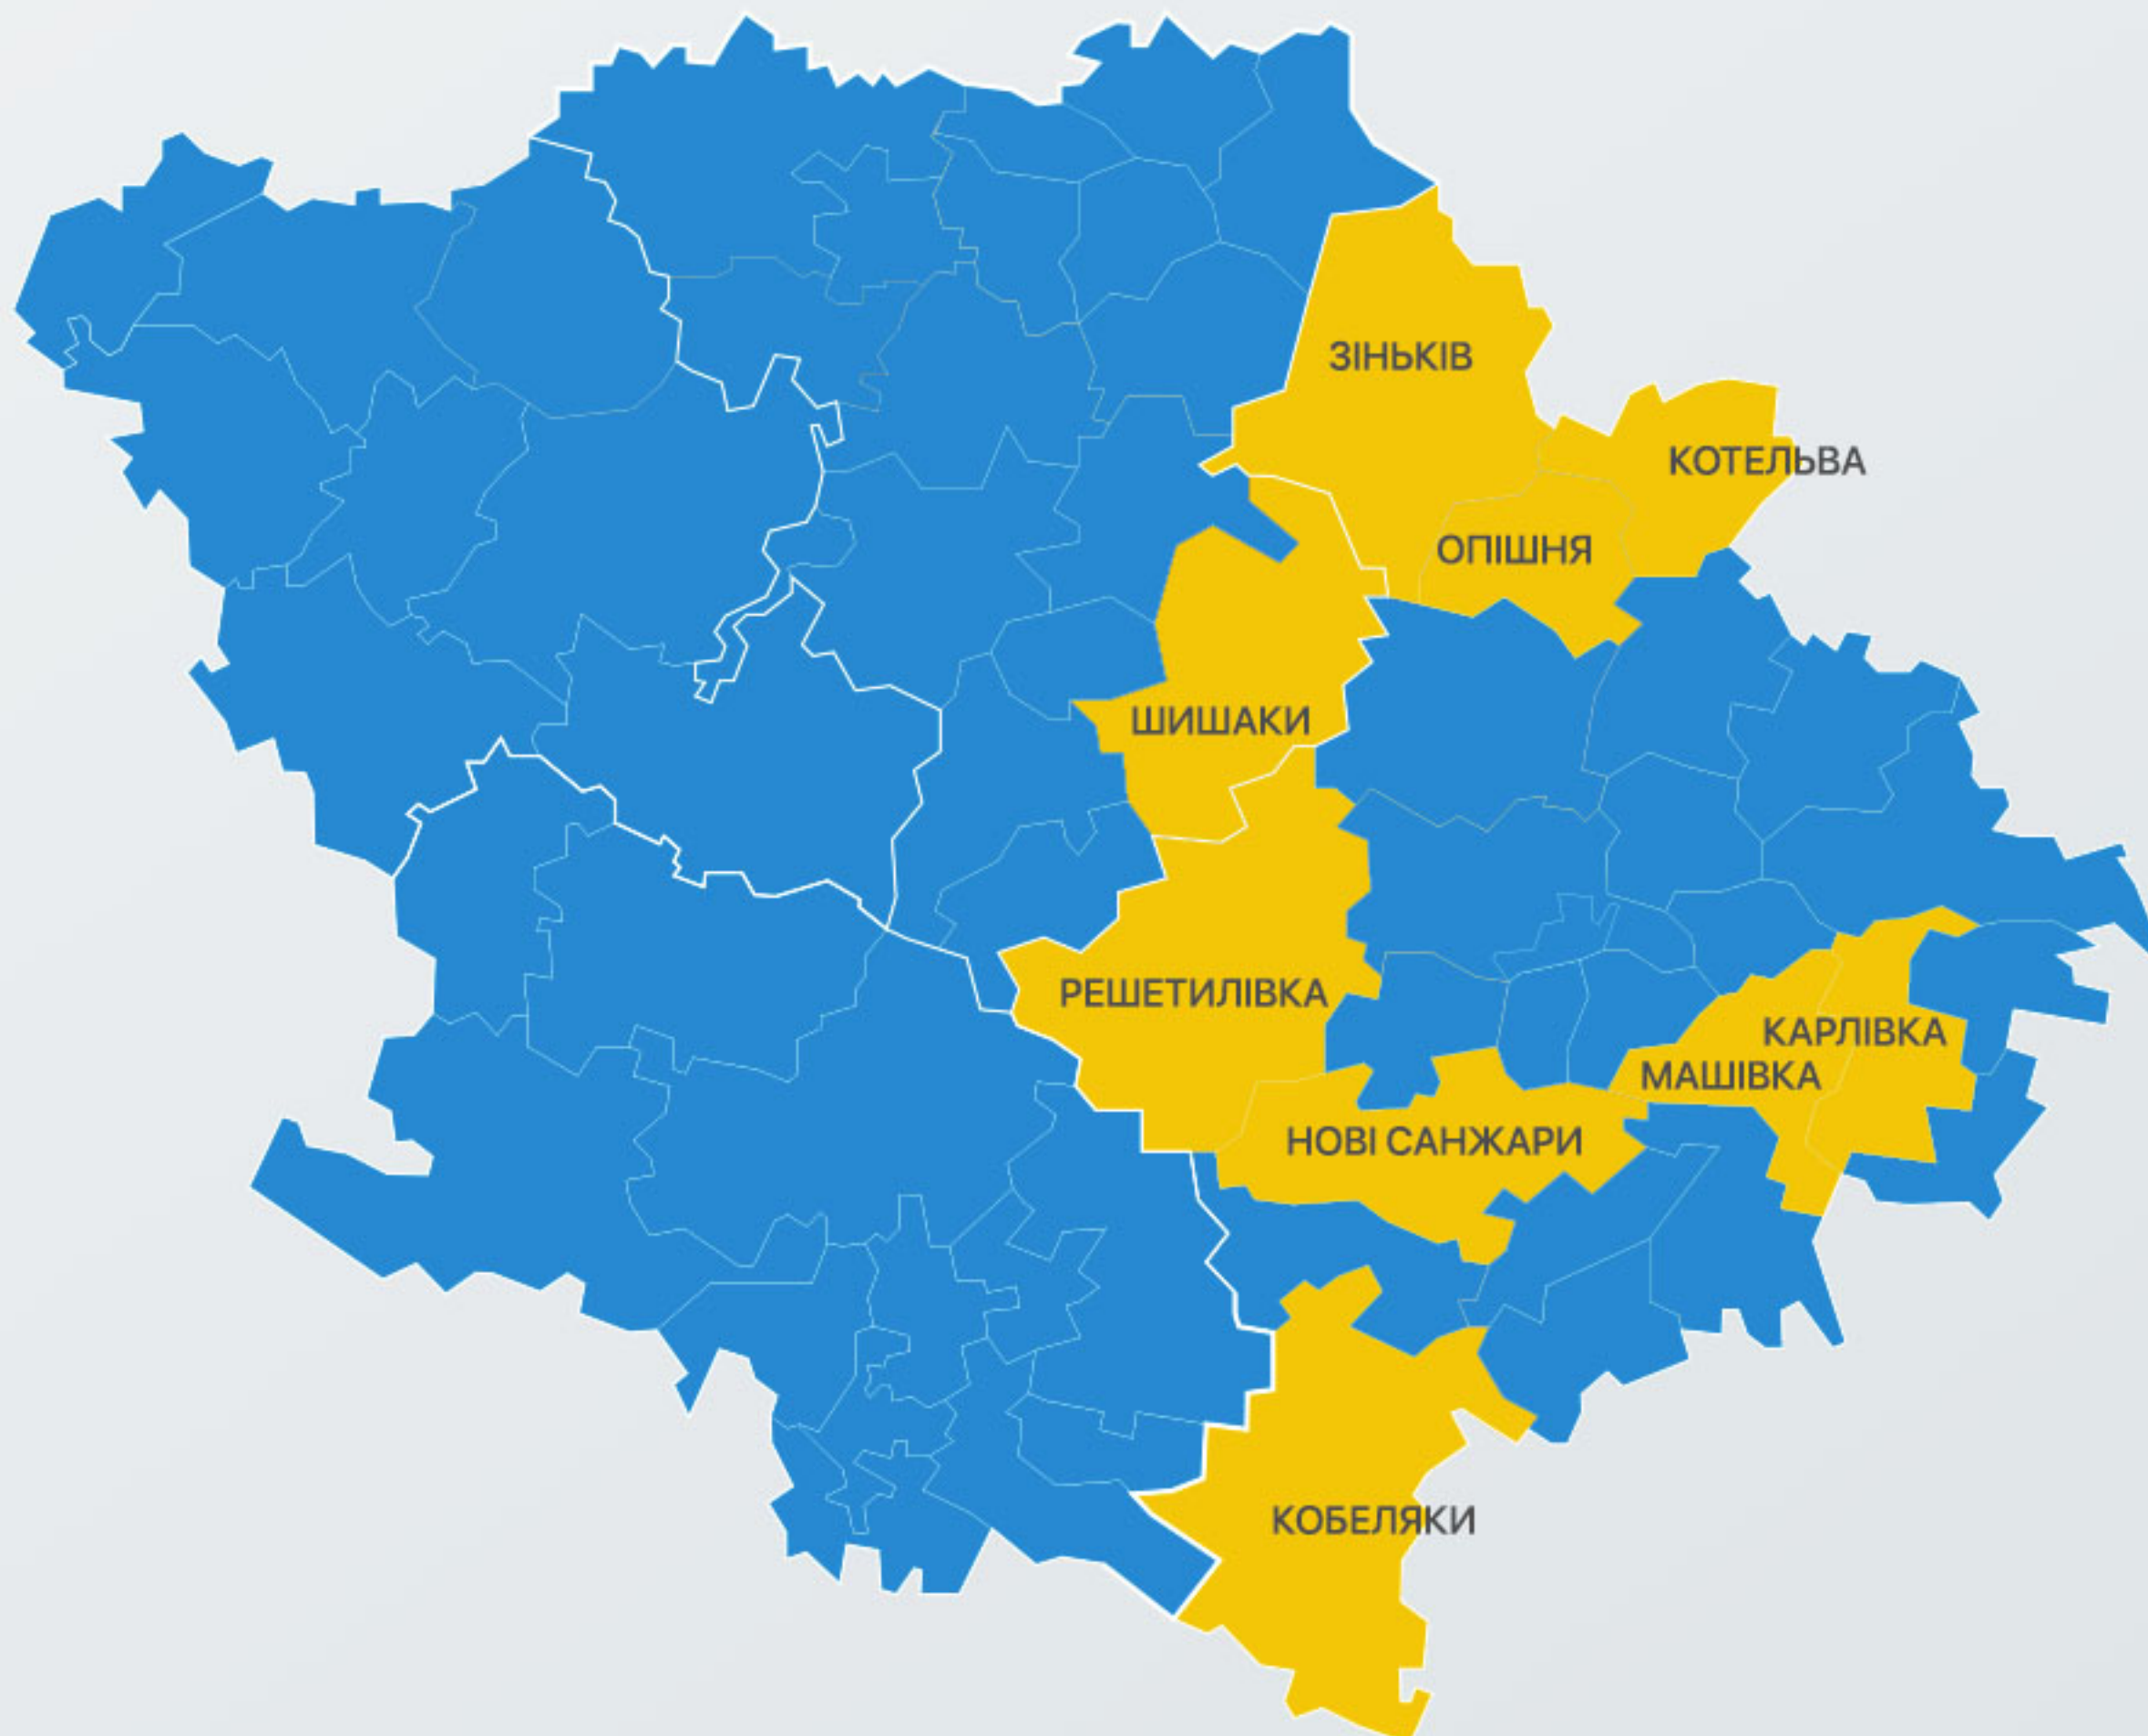 ЗІНЬКІВ
КОТЕЛЬВА
ОПІШНЯ
ШИШАКИ
РЕШЕТИЛІВКА
КАРЛІВКА
МАШІВКА
НОВІ САНЖАРИ
КОБЕЛЯКИ